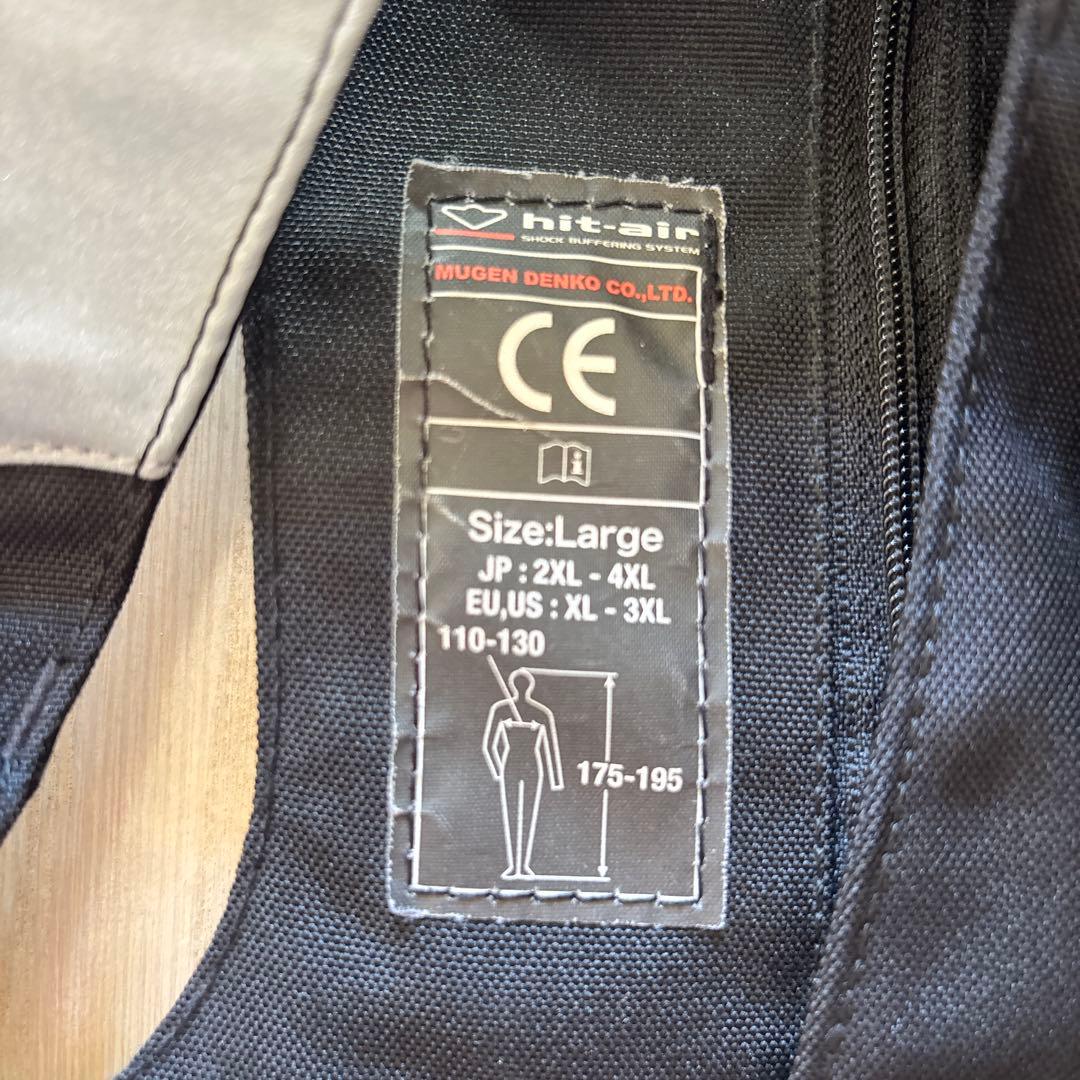 hit-air
SHOCK BUFFERING SYSTEM
MUGEN DENKO CO.,LTD.
CE
i
Size:Large
JP : 2XL - 4XL
EU,US : XL - 3XL
110-130
175-195